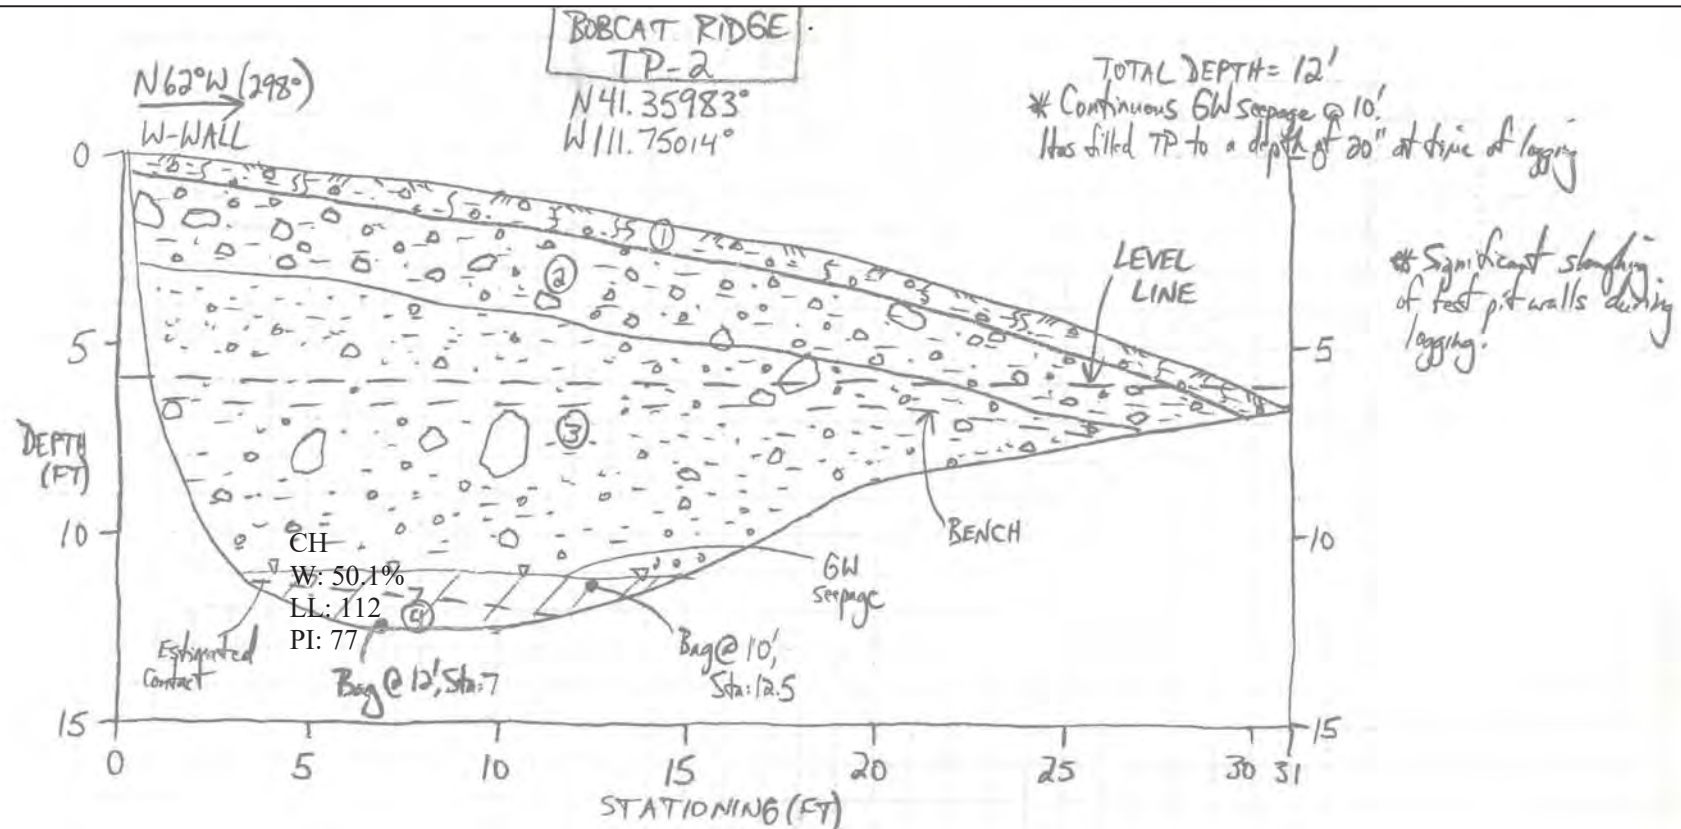 BOBCAT RIDGE
TP-2
N41.35983°
W111.75014°
N62°W (298°)
W-WALL
TOTAL DEPTH = 12'
* Continuous GW seepage @ 10'.
Has filled TP to a depth of 20" at time of logging
* Significant sloughing
of test pit walls during
logging!
LEVEL
LINE
BENCH
GW
seepage
DEPTH
(FT)
0
5
10
15
5
10
15
1
2
3
4
CH
W: 50.1%
LL: 112
PI: 77
Estimated
Contact
Bag @ 12', Sta: 7
Bag @ 10',
Sta: 12.5
0 5 10 15 20 25 30 31
STATIONING (FT)